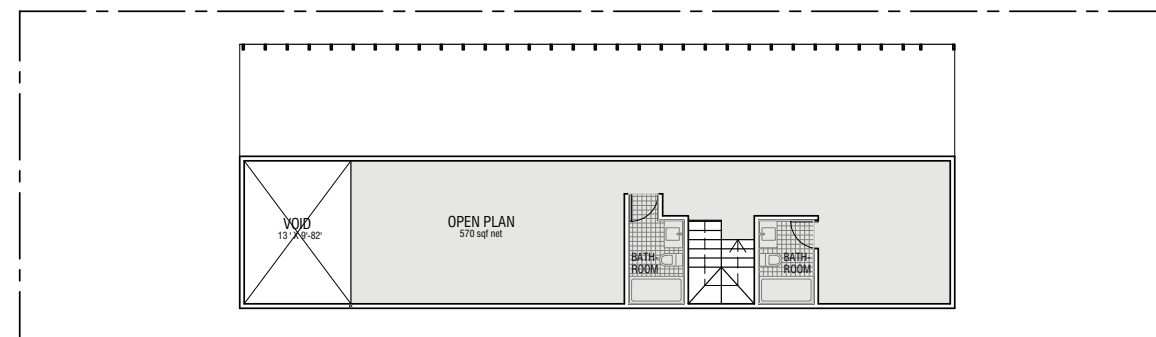 VOID
13 ' X 9'-82'
OPEN PLAN
570 sqf net
BATH-
ROOM
BATH-
ROOM